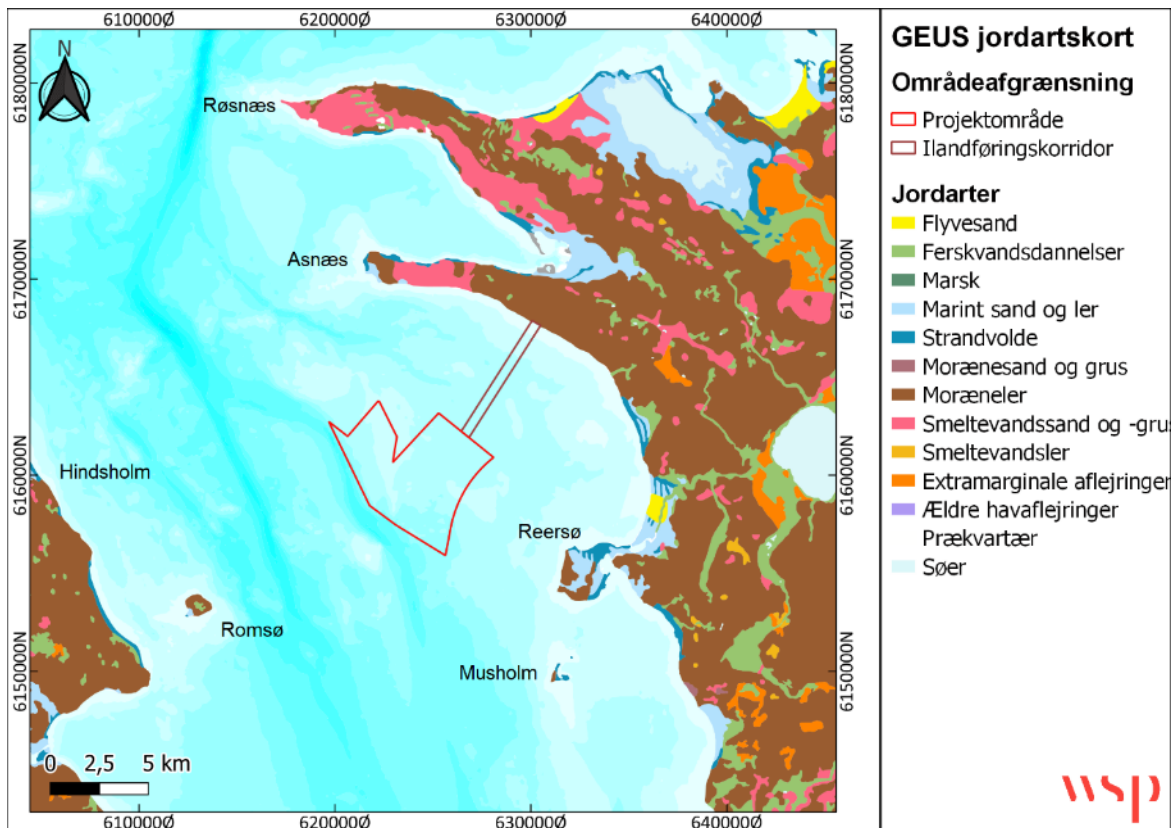 610000Ø 620000Ø 630000Ø 640000Ø
GEUS jordartskort
Områdeafgrænsning
Projektområde
Ilandføringskorridor
Jordarter
Flyvesand
Ferskvandsdannelser
Marsk
Marint sand og ler
Strandvolde
Morænesand og grus
Moræneler
Smeltevandssand og -grus
Smeltevandsler
Extramarginale aflejringer
Ældre havaflejringer
Prækvartær
Søer
N
Røsnæs
Asnæs
Hindsholm
Reersø
Romsø
Musholm
6180000N
6170000N
6160000N
6150000N
6180000N
6170000N
6160000N
6150000N
0 2,5 5 km
610000Ø 620000Ø 630000Ø 640000Ø
wsp